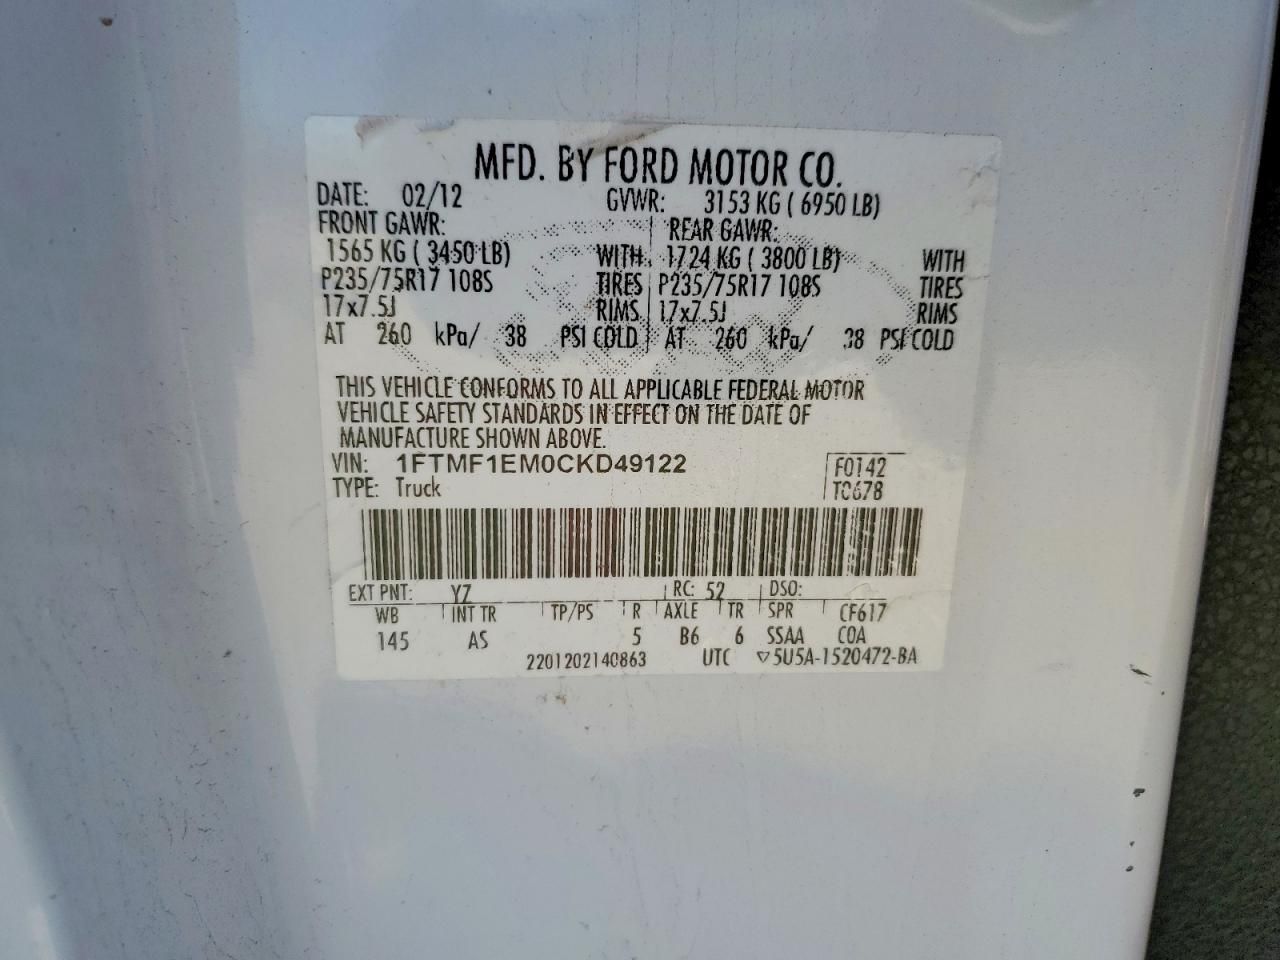 MFD. BY FORD MOTOR CO.
DATE: 02/12 GVWR: 3153 KG ( 6950 LB)
FRONT GAWR: REAR GAWR:
1565 KG ( 3450 LB) WITH 1724 KG ( 3800 LB) WITH
P235/75R17 108S TIRES P235/75R17 108S TIRES
17x7.5J RIMS 17x7.5J RIMS
AT 260 kPa/ 38 PSI COLD AT 260 kPa/ 38 PSI COLD
THIS VEHICLE CONFORMS TO ALL APPLICABLE FEDERAL MOTOR
VEHICLE SAFETY STANDARDS IN EFFECT ON THE DATE OF
MANUFACTURE SHOWN ABOVE.
VIN: 1FTMF1EM0CKD49122 F0142
TYPE: Truck T0678
EXT PNT: YZ RC: 52 DSO:
WB INT TR TP/PS R AXLE TR SPR CF617
145 AS 5 B6 6 SSAA C0A
2201202140863 UTC ▽5U5A-1520472-BA